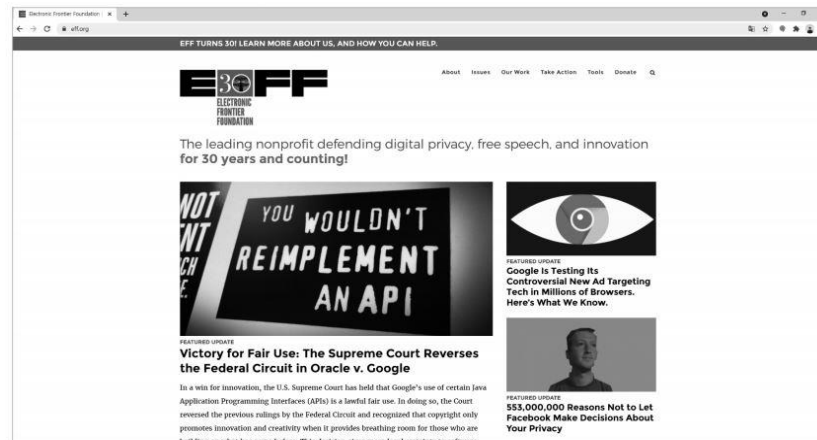 Electronic Frontier Foundation |
eff.org
EFF TURNS 30! LEARN MORE ABOUT US, AND HOW YOU CAN HELP.
About Issues Our Work Take Action Tools Donate
EFF
30
ELECTRONIC
FRONTIER
FOUNDATION
The leading nonprofit defending digital privacy, free speech, and innovation
for 30 years and counting!
NOT
YOU WOULDN'T
REIMPLEMENT
AN API
FEATURED UPDATE
Victory for Fair Use: The Supreme Court Reverses
the Federal Circuit in Oracle v. Google
In a win for innovation, the U.S. Supreme Court has held that Google's use of certain Java
Application Programming Interfaces (APIs) is a lawful fair use. In doing so, the Court
reversed the previous rulings by the Federal Circuit and recognized that copyright only
promotes innovation and creativity when it provides breathing room for those who are
FEATURED UPDATE
Google Is Testing Its
Controversial New Ad Targeting
Tech in Millions of Browsers.
Here's What We Know.
FEATURED UPDATE
553,000,000 Reasons Not to Let
Facebook Make Decisions About
Your Privacy